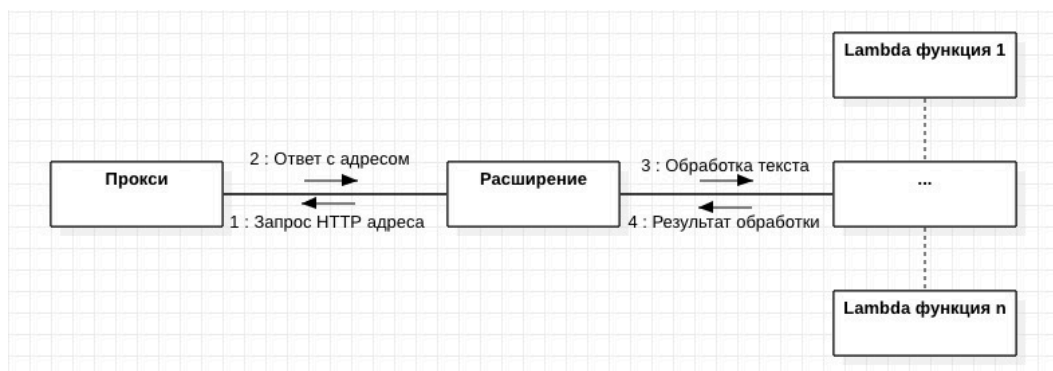 Lambda функция 1
2 : Ответ с адресом
3 : Обработка текста
Прокси
Расширение
...
1 : Запрос HTTP адреса
4 : Результат обработки
Lambda функция n